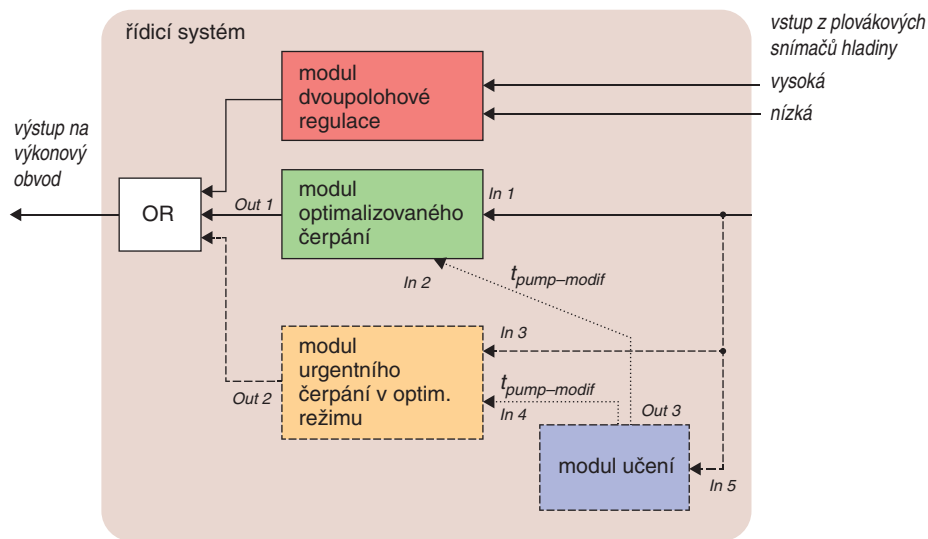 řídicí systém
vstup z plovákových
snímačů hladiny
vysoká
nízká
modul
dvoupolohové
regulace
výstup na
výkonový
obvod
OR
Out 1
modul
optimalizovaného
čerpání
In 1
In 2
t pump–modif
modul
urgentního
čerpání v optim.
režimu
In 3
Out 2
t pump–modif
In 4
Out 3
modul učení
In 5